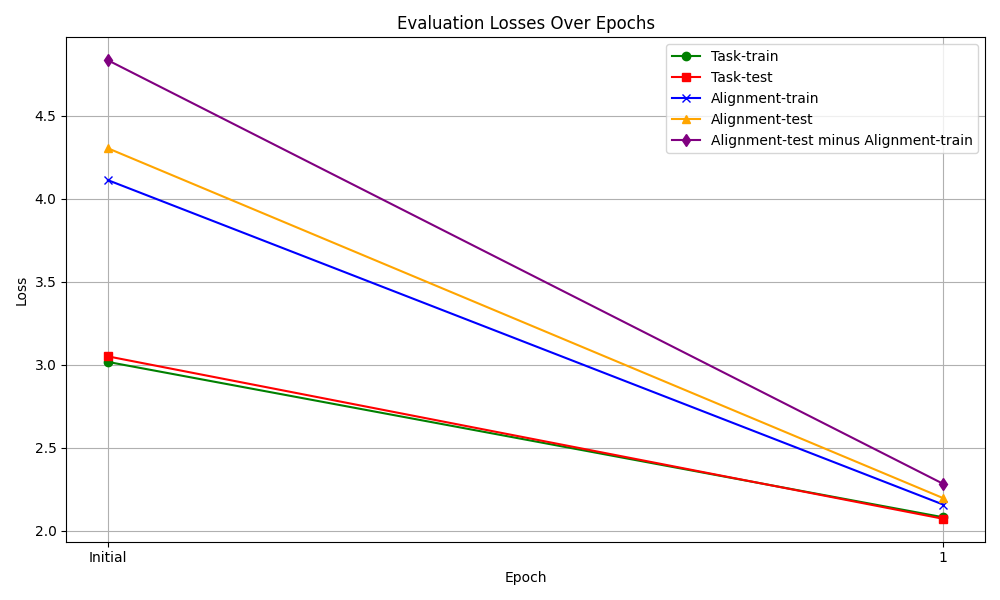 Evaluation Losses Over Epochs
Task-train
Task-test
Alignment-train
Alignment-test
Alignment-test minus Alignment-train
Loss
4.5
4.0
3.5
3.0
2.5
2.0
Initial
1
Epoch